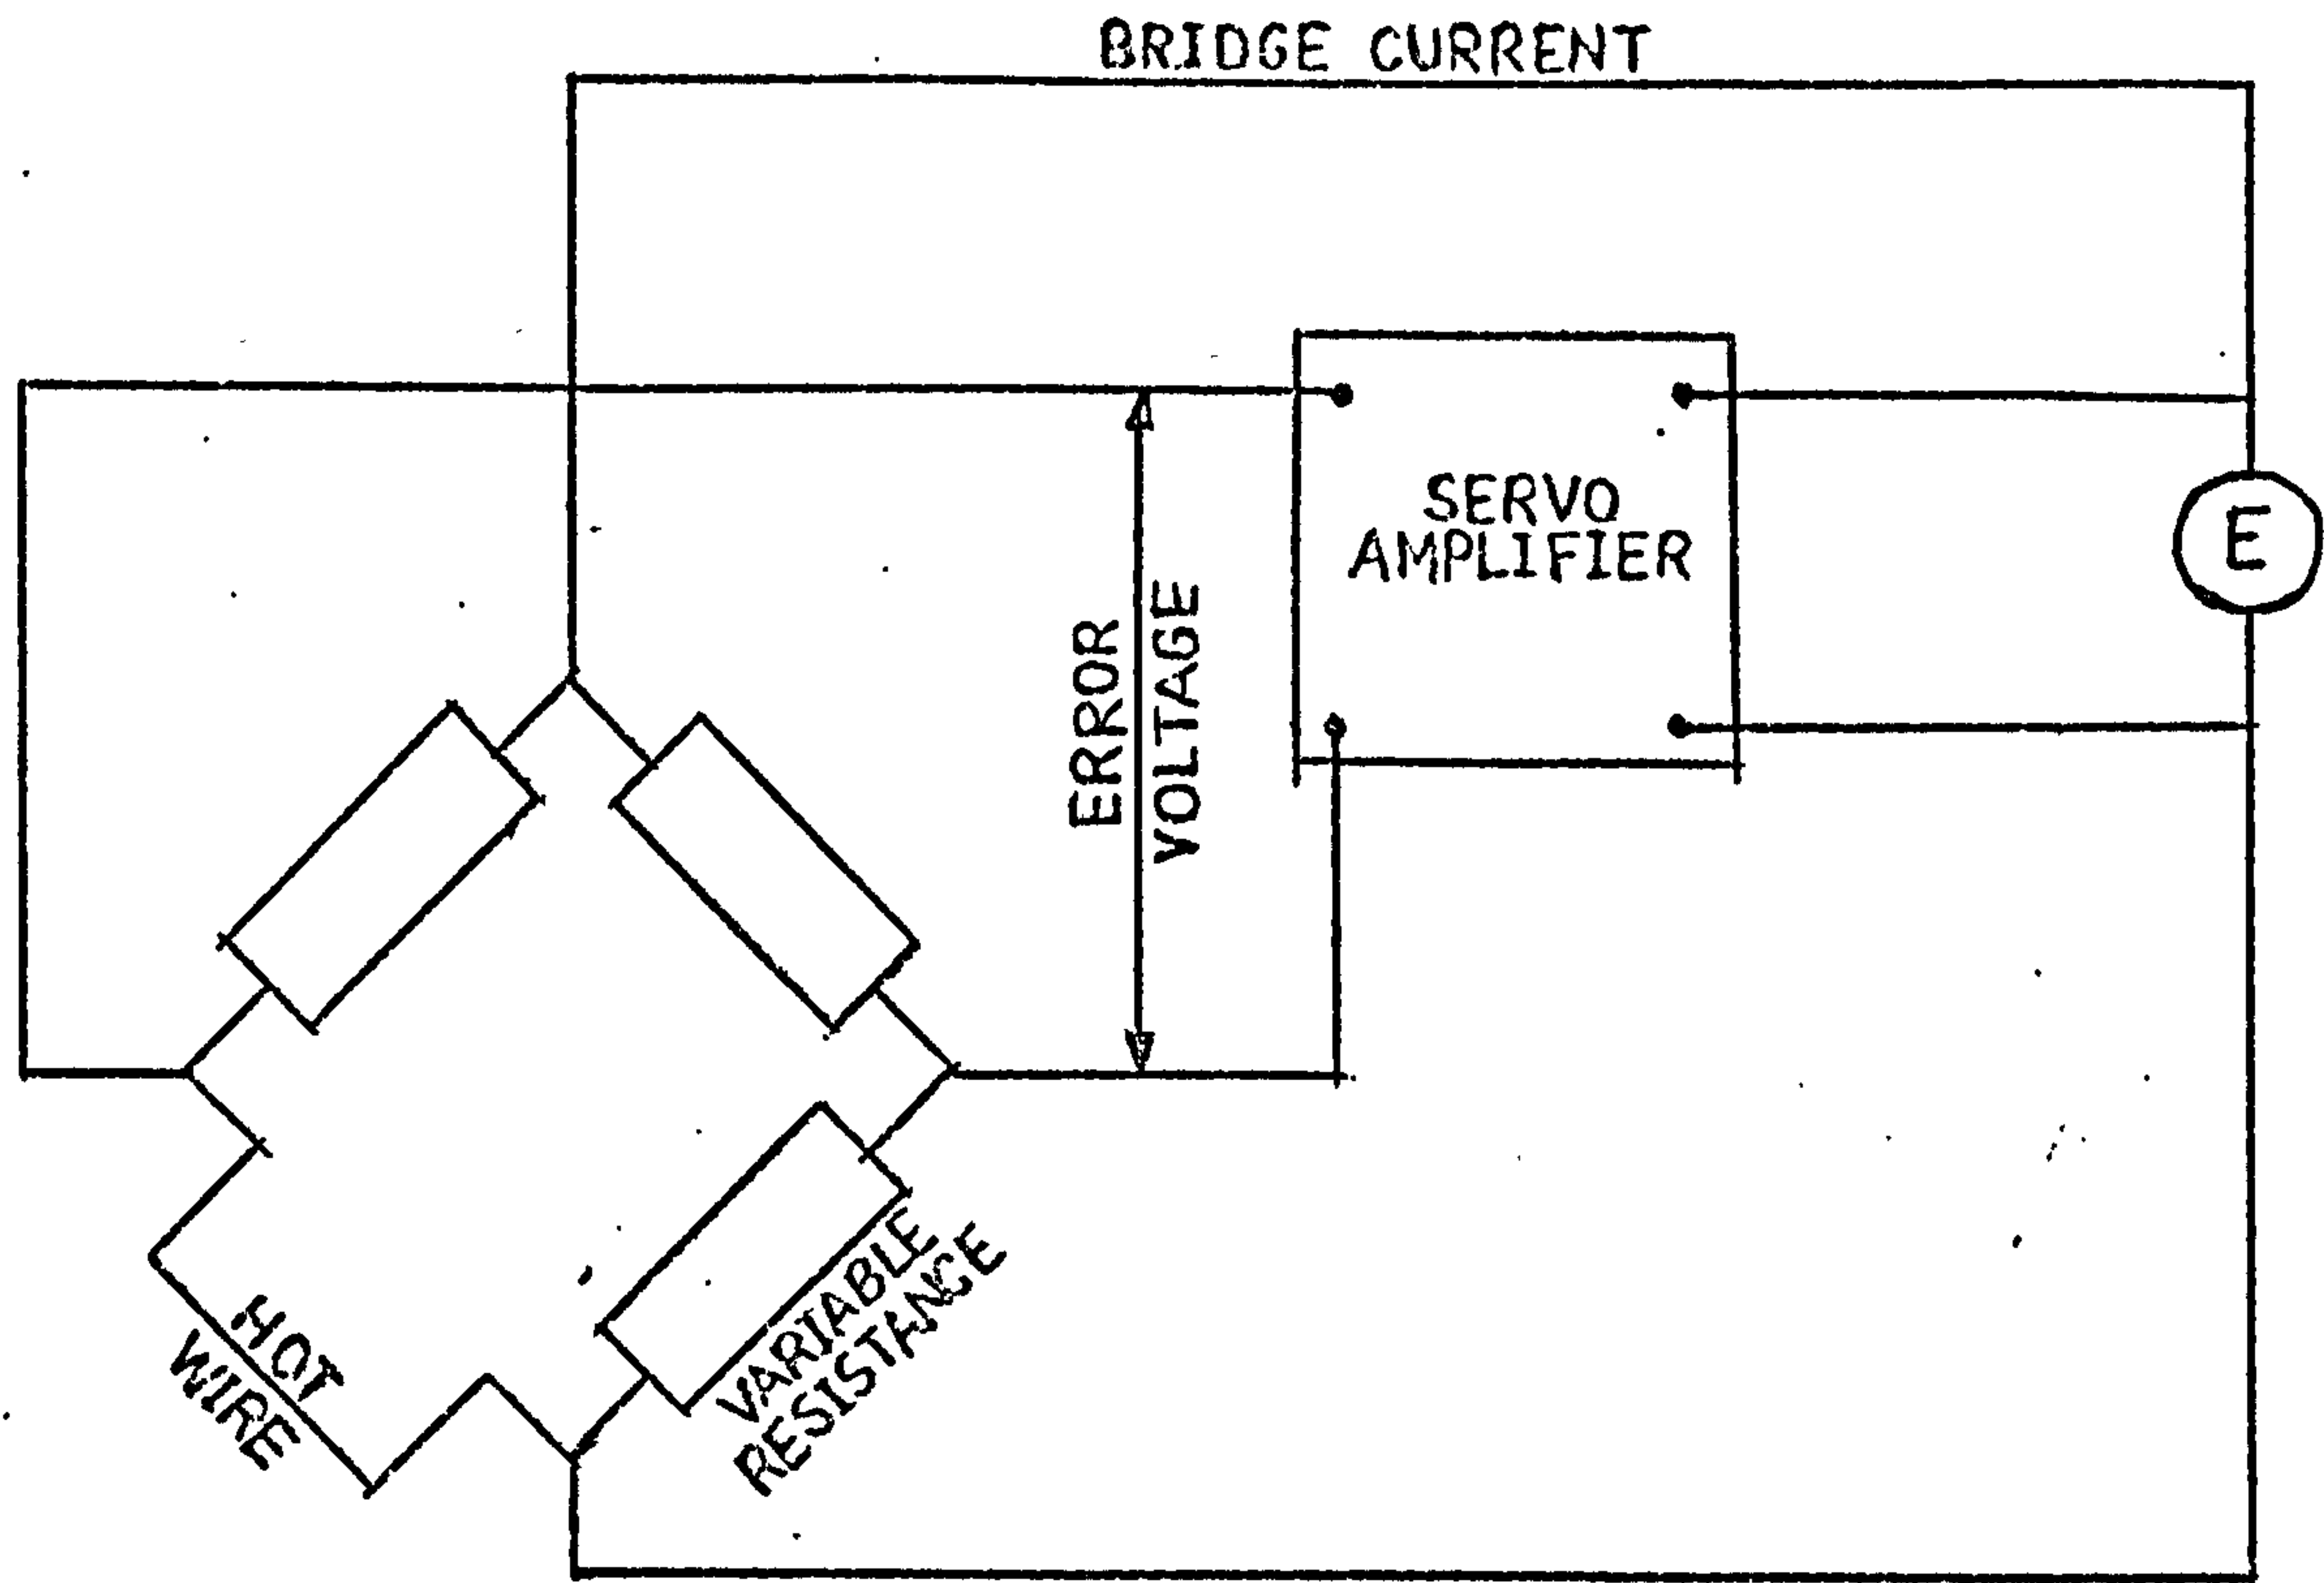 BRIDGE CURRENT
SERVO
AMPLIFIER
E
ERROR
VOLTAGE
HOT
WIRE
VARIABLE
RESISTANCE